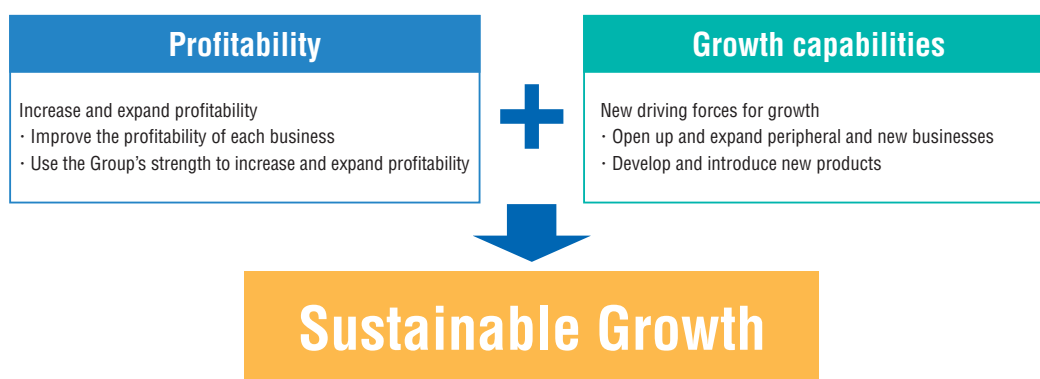 Profitability
Increase and expand profitability
・Improve the profitability of each business
・Use the Group's strength to increase and expand profitability
+
Growth capabilities
New driving forces for growth
・Open up and expand peripheral and new businesses
・Develop and introduce new products
Sustainable Growth